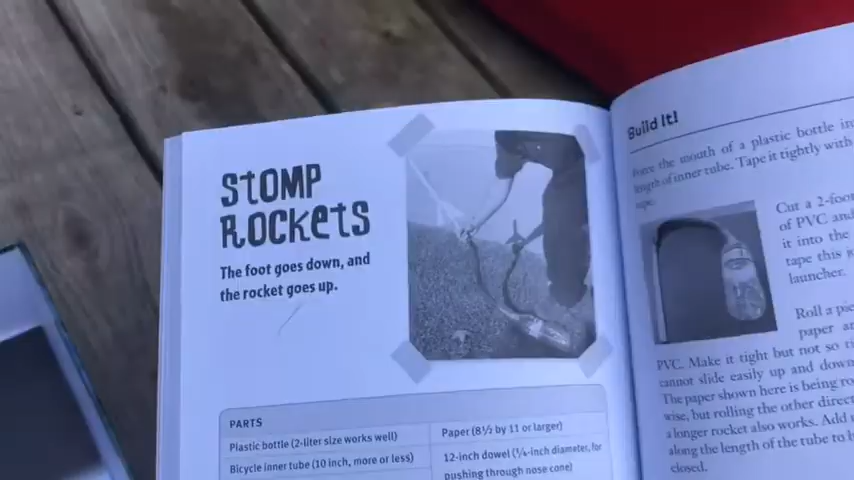 STOMP
ROCKETS
The foot goes down, and
the rocket goes up.
PARTS
Plastic bottle (2-liter size works well)
Bicycle inner tube (10 inch, more or less)
Paper (8½ by 11 or larger)
12-inch dowel (¼-inch diameter, for
pushing through nose cone)
Build It!
Force the mouth of a plastic bottle in
length of inner tube. Tape it tightly with
tape.
Cut a 2-foot
of PVC and
it into the
tape this
launcher.
Roll a pie
paper
PVC. Make it tight but not so
cannot slide easily up and down
The paper shown here is being ro
wise, but rolling the other direc
a longer rocket also works. Add
along the length of the tube to
closed.